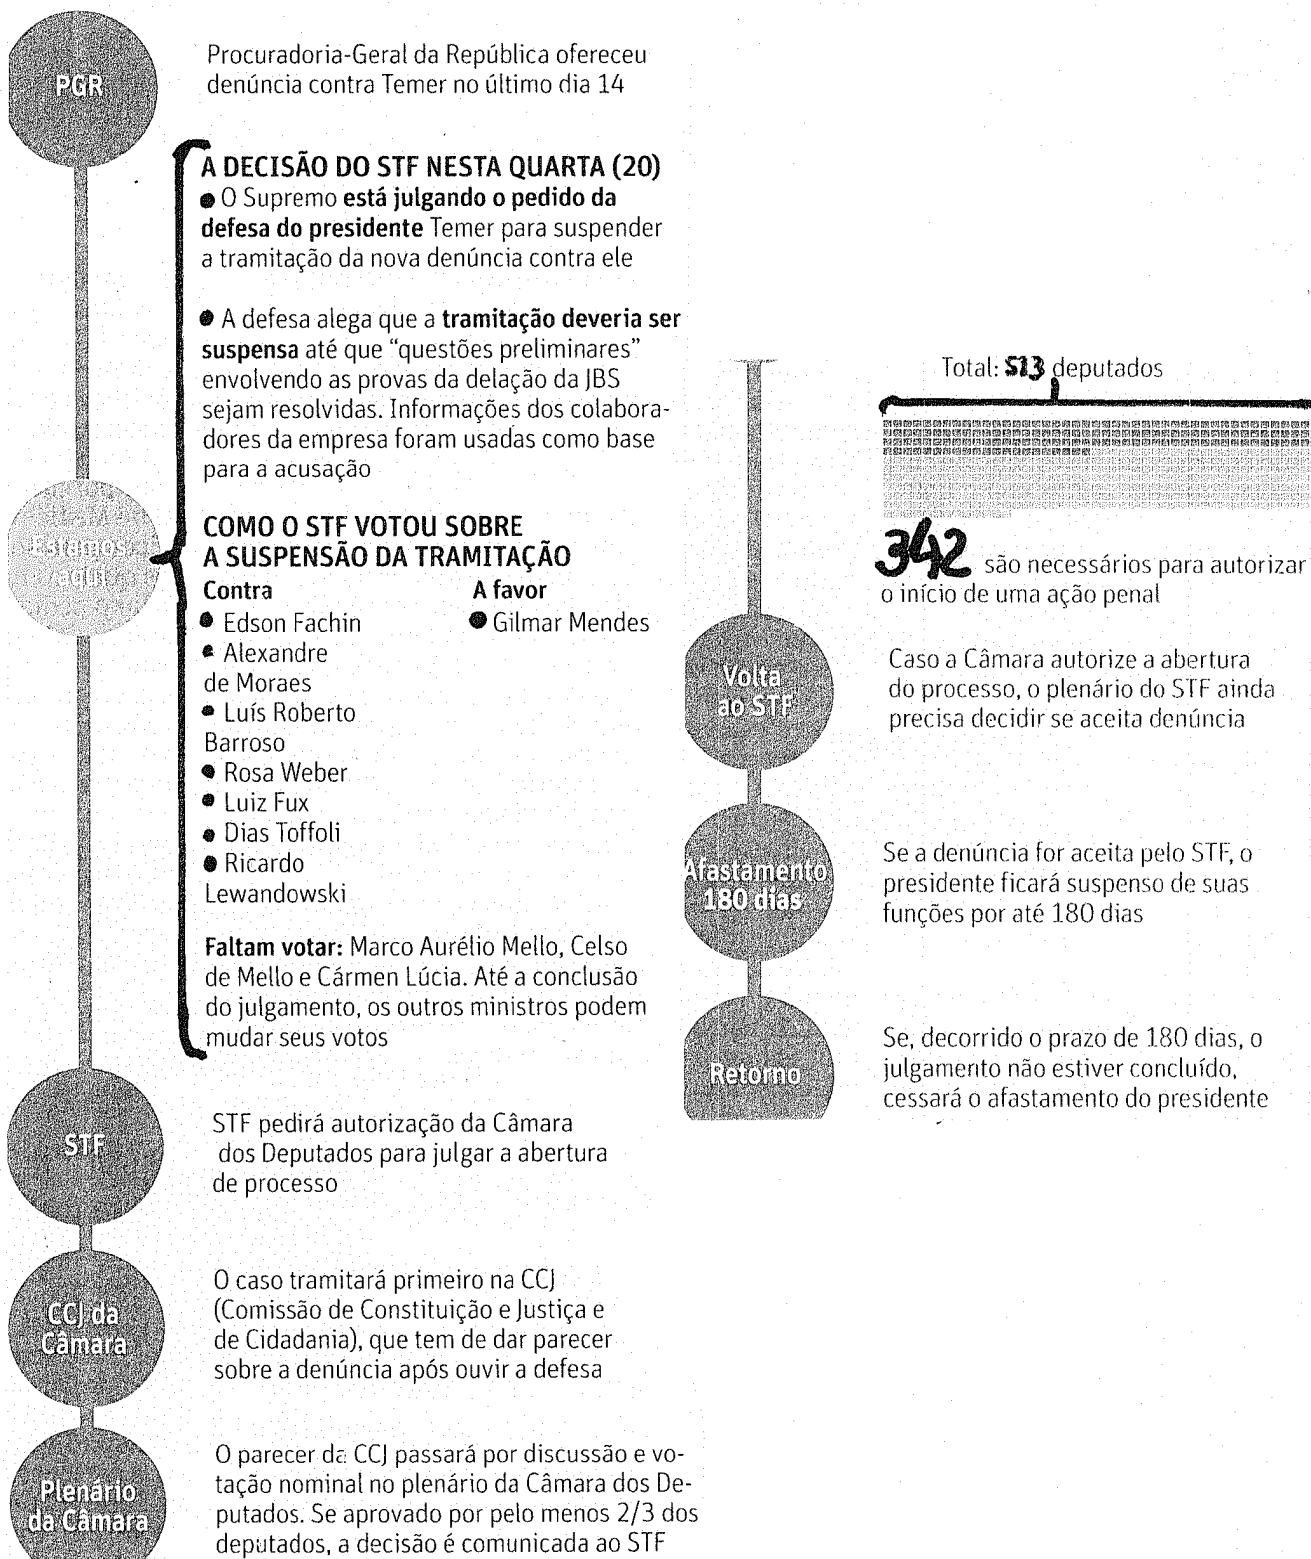 PGR
Procuradoria-Geral da República ofereceu
denúncia contra Temer no último dia 14
A DECISÃO DO STF NESTA QUARTA (20)
● O Supremo está julgando o pedido da
defesa do presidente Temer para suspender
a tramitação da nova denúncia contra ele
● A defesa alega que a tramitação deveria ser
suspensa até que “questões preliminares”
envolvendo as provas da delação da JBS
sejam resolvidas. Informações dos colabora-
dores da empresa foram usadas como base
para a acusação
Estamos
aqui
COMO O STF VOTOU SOBRE
A SUSPENSÃO DA TRAMITAÇÃO
Contra
● Edson Fachin
● Alexandre
de Moraes
● Luís Roberto
Barroso
● Rosa Weber
● Luiz Fux
● Dias Toffoli
● Ricardo
Lewandowski
A favor
● Gilmar Mendes
Faltam votar: Marco Aurélio Mello, Celso
de Mello e Cármen Lúcia. Até a conclusão
do julgamento, os outros ministros podem
mudar seus votos
STF
STF pedirá autorização da Câmara
dos Deputados para julgar a abertura
de processo
CCJ da
Câmara
O caso tramitará primeiro na CCJ
(Comissão de Constituição e Justiça e
de Cidadania), que tem de dar parecer
sobre a denúncia após ouvir a defesa
Plenário
da Câmara
O parecer da CCJ passará por discussão e vo-
tação nominal no plenário da Câmara dos De-
putados. Se aprovado por pelo menos 2/3 dos
deputados, a decisão é comunicada ao STF
Total: 513 deputados
342 são necessários para autorizar
o início de uma ação penal
Volta
ao STF
Caso a Câmara autorize a abertura
do processo, o plenário do STF ainda
precisa decidir se aceita denúncia
Afastamento
180 dias
Se a denúncia for aceita pelo STF, o
presidente ficará suspenso de suas
funções por até 180 dias
Retorno
Se, decorrido o prazo de 180 dias, o
julgamento não estiver concluído,
cessará o afastamento do presidente